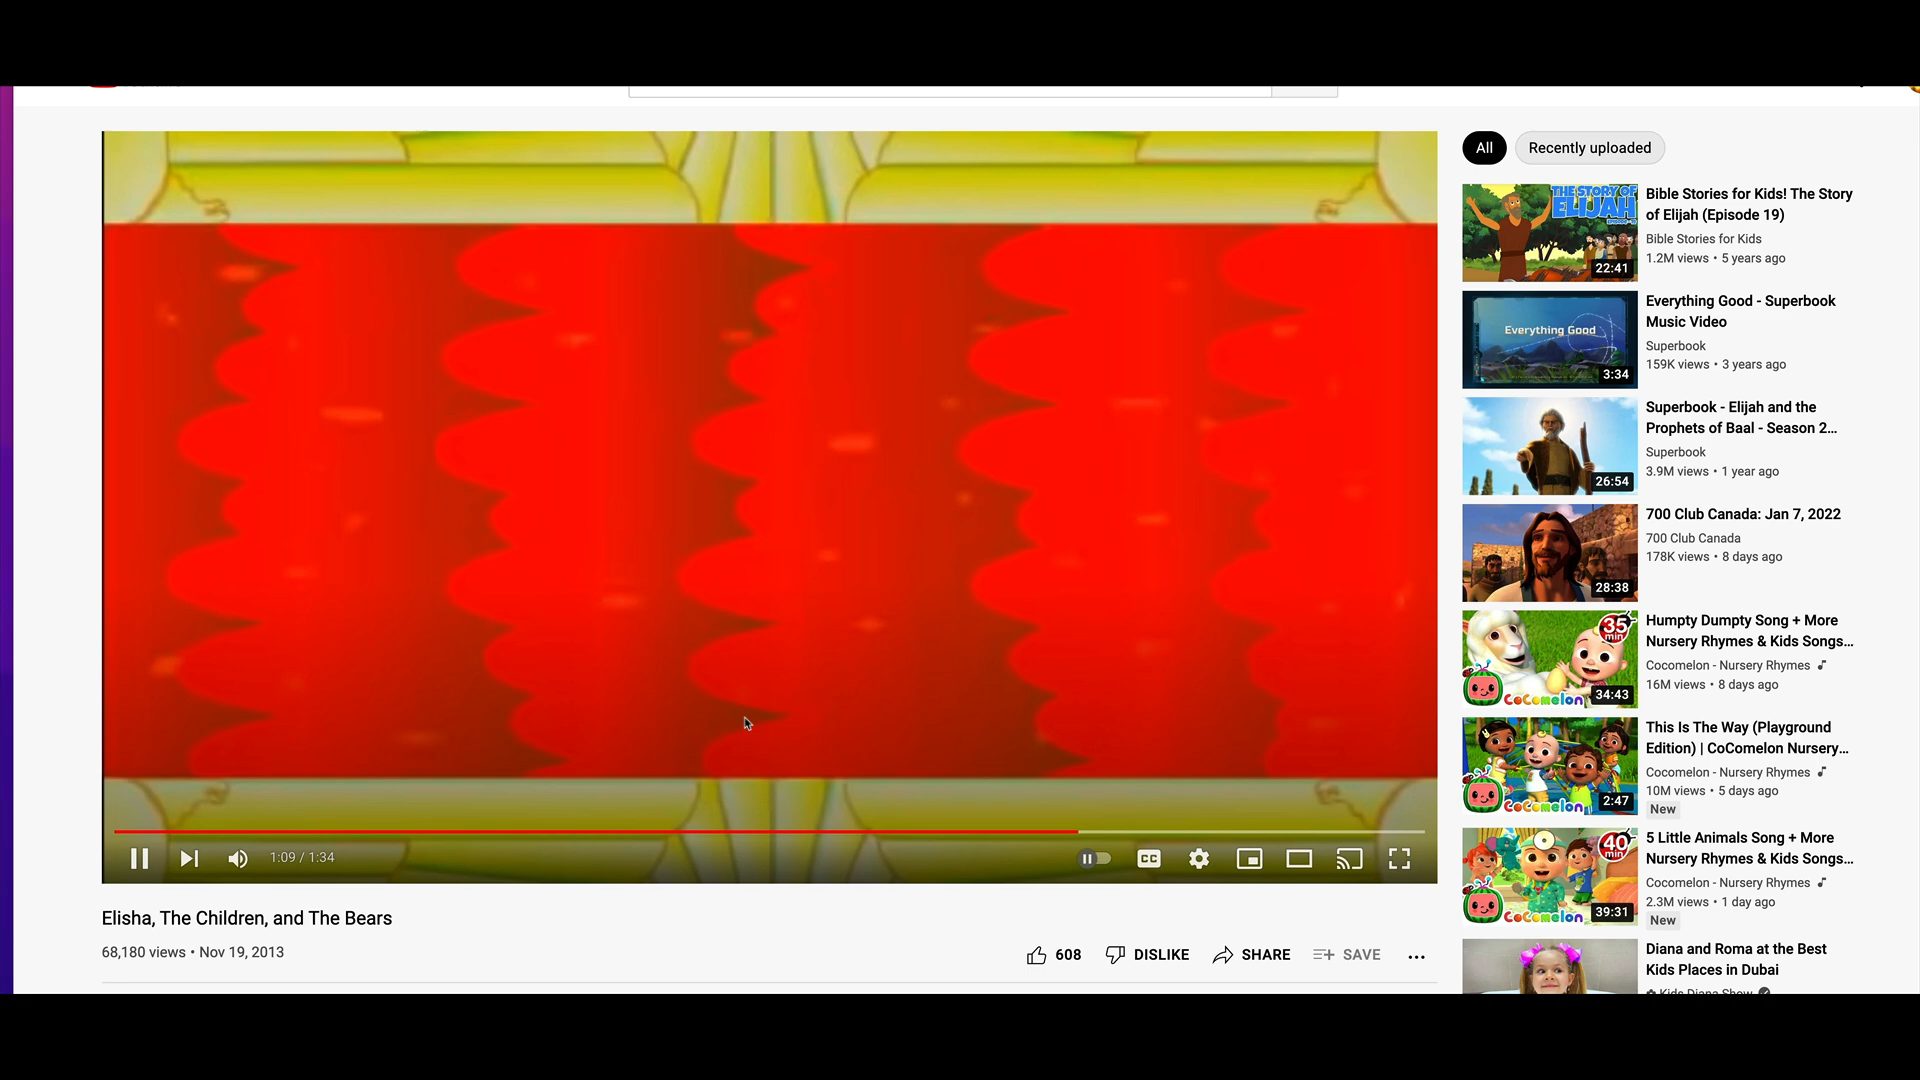 All
Recently uploaded
THE STORY OF
ELIJAH
Bible Stories for Kids! The Story
of Elijah (Episode 19)
Bible Stories for Kids
1.2M views • 5 years ago
22:41
Everything Good
Everything Good - Superbook
Music Video
Superbook
159K views • 3 years ago
3:34
Superbook - Elijah and the
Prophets of Baal - Season 2...
Superbook
3.9M views • 1 year ago
26:54
700 Club Canada: Jan 7, 2022
700 Club Canada
178K views • 8 days ago
28:38
35
min
Humpty Dumpty Song + More
Nursery Rhymes & Kids Songs...
Cocomelon - Nursery Rhymes
16M views • 8 days ago
CoComelon
34:43
This Is The Way (Playground
Edition) | CoComelon Nursery...
Cocomelon - Nursery Rhymes
10M views • 5 days ago
New
CoComelon
2:47
40
min
5 Little Animals Song + More
Nursery Rhymes & Kids Songs...
Cocomelon - Nursery Rhymes
2.3M views • 1 day ago
New
CoComelon
39:31
Diana and Roma at the Best
Kids Places in Dubai
Kids Diana Show
1:09 / 1:34
CC
Elisha, The Children, and The Bears
68,180 views • Nov 19, 2013
608
DISLIKE
SHARE
SAVE